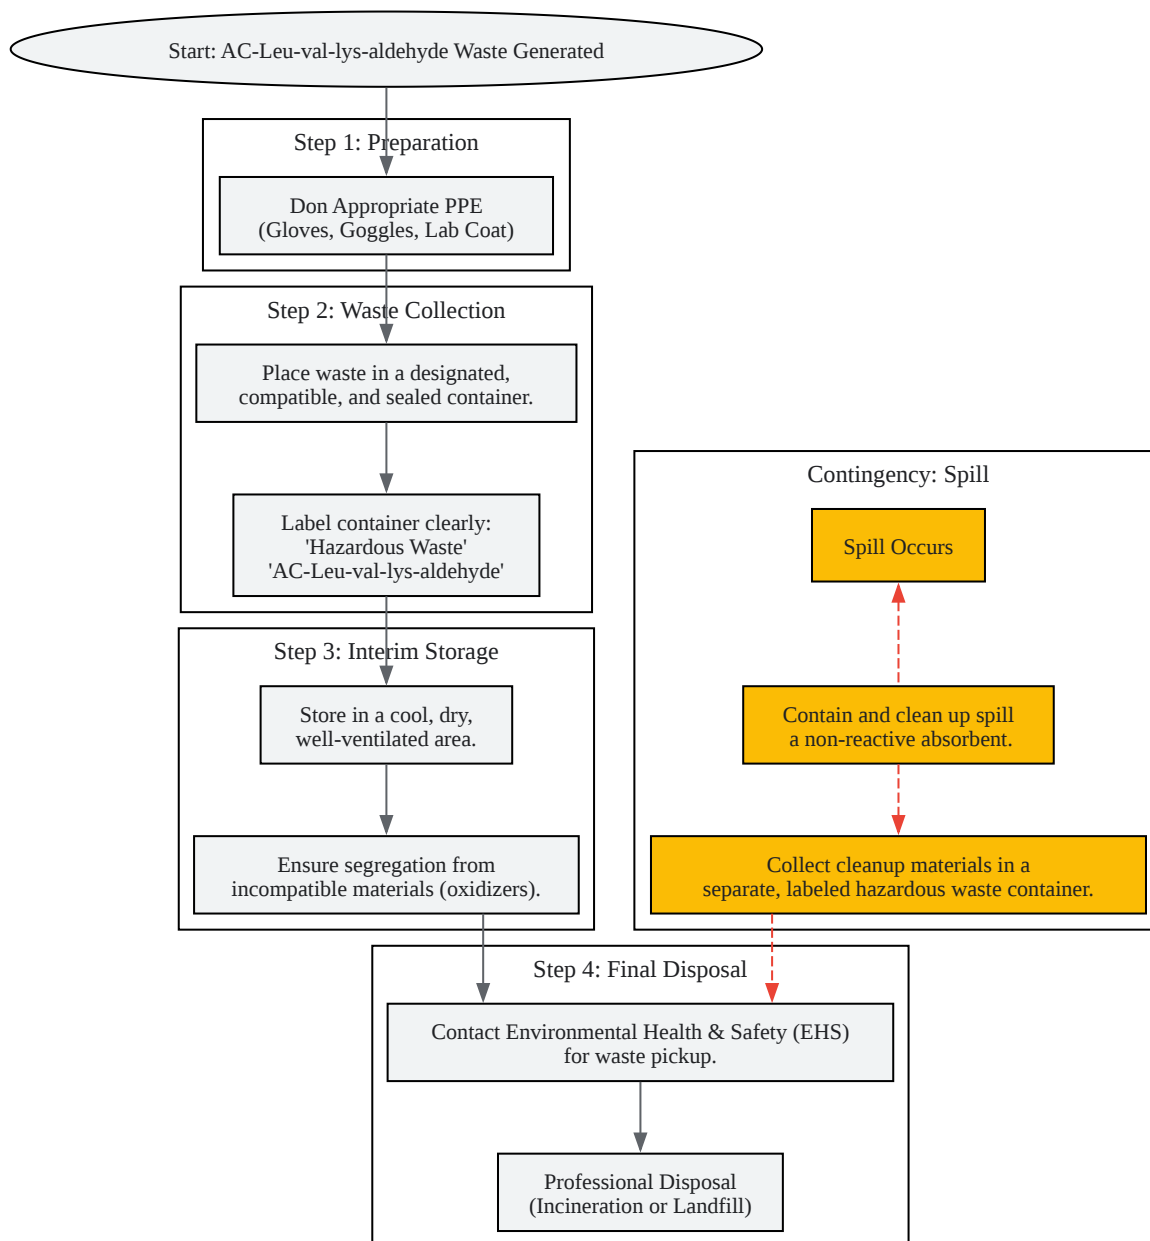 Start: AC-Leu-val-lys-aldehyde Waste Generated
Step 1: Preparation
Don Appropriate PPE
(Gloves, Goggles, Lab Coat)
Step 2: Waste Collection
Place waste in a designated,
compatible, and sealed container.
Label container clearly:
'Hazardous Waste'
'AC-Leu-val-lys-aldehyde'
Step 3: Interim Storage
Store in a cool, dry,
well-ventilated area.
Ensure segregation from
incompatible materials (oxidizers).
Contingency: Spill
Spill Occurs
Contain and clean up spill
a non-reactive absorbent.
Collect cleanup materials in a
separate, labeled hazardous waste container.
Step 4: Final Disposal
Contact Environmental Health & Safety (EHS)
for waste pickup.
Professional Disposal
(Incineration or Landfill)